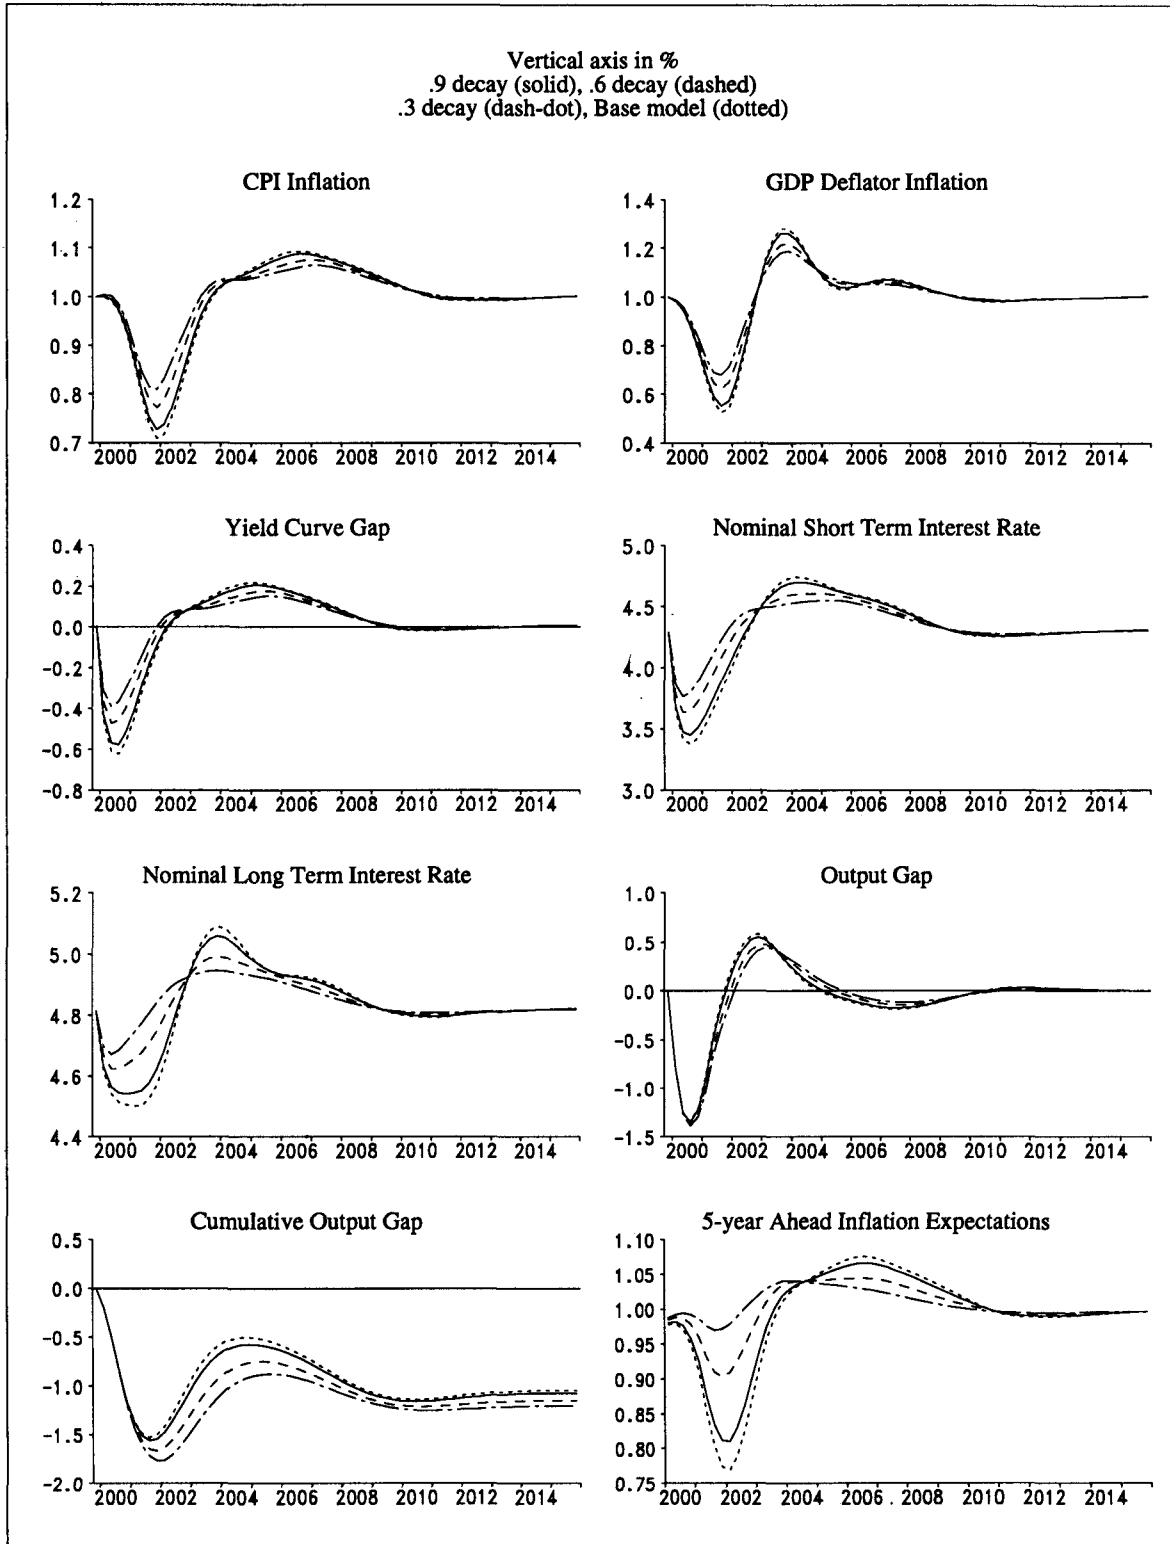 Vertical axis in %
.9 decay (solid), .6 decay (dashed)
.3 decay (dash-dot), Base model (dotted)
CPI Inflation
1.2
1.1
1.0
0.9
0.8
0.7
2000 2002 2004 2006 2008 2010 2012 2014
GDP Deflator Inflation
1.4
1.2
1.0
0.8
0.6
0.4
2000 2002 2004 2006 2008 2010 2012 2014
Yield Curve Gap
0.4
0.2
0.0
-0.2
-0.4
-0.6
-0.8
2000 2002 2004 2006 2008 2010 2012 2014
Nominal Short Term Interest Rate
5.0
4.5
4.0
3.5
3.0
2000 2002 2004 2006 2008 2010 2012 2014
Nominal Long Term Interest Rate
5.2
5.0
4.8
4.6
4.4
2000 2002 2004 2006 2008 2010 2012 2014
Output Gap
1.0
0.5
0.0
-0.5
-1.0
-1.5
2000 2002 2004 2006 2008 2010 2012 2014
Cumulative Output Gap
0.5
0.0
-0.5
-1.0
-1.5
-2.0
2000 2002 2004 2006 2008 2010 2012 2014
5-year Ahead Inflation Expectations
1.10
1.05
1.00
0.95
0.90
0.85
0.80
0.75
2000 2002 2004 2006 2008 2010 2012 2014